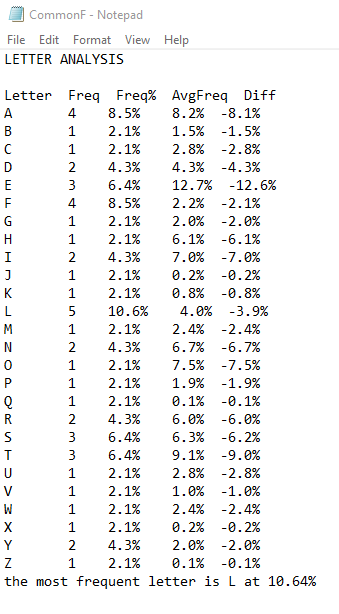 CommonF - Notepad
File Edit Format View Help
LETTER ANALYSIS
Letter Freq Freq% AvgFreq Diff
A 4 8.5% 8.2% -8.1%
B 1 2.1% 1.5% -1.5%
C 1 2.1% 2.8% -2.8%
D 2 4.3% 4.3% -4.3%
E 3 6.4% 12.7% -12.6%
F 4 8.5% 2.2% -2.1%
G 1 2.1% 2.0% -2.0%
H 1 2.1% 6.1% -6.1%
I 2 4.3% 7.0% -7.0%
J 1 2.1% 0.2% -0.2%
K 1 2.1% 0.8% -0.8%
L 5 10.6% 4.0% -3.9%
M 1 2.1% 2.4% -2.4%
N 2 4.3% 6.7% -6.7%
O 1 2.1% 7.5% -7.5%
P 1 2.1% 1.9% -1.9%
Q 1 2.1% 0.1% -0.1%
R 2 4.3% 6.0% -6.0%
S 3 6.4% 6.3% -6.2%
T 3 6.4% 9.1% -9.0%
U 1 2.1% 2.8% -2.8%
V 1 2.1% 1.0% -1.0%
W 1 2.1% 2.4% -2.4%
X 1 2.1% 0.2% -0.2%
Y 2 4.3% 2.0% -2.0%
Z 1 2.1% 0.1% -0.1%
the most frequent letter is L at 10.64%